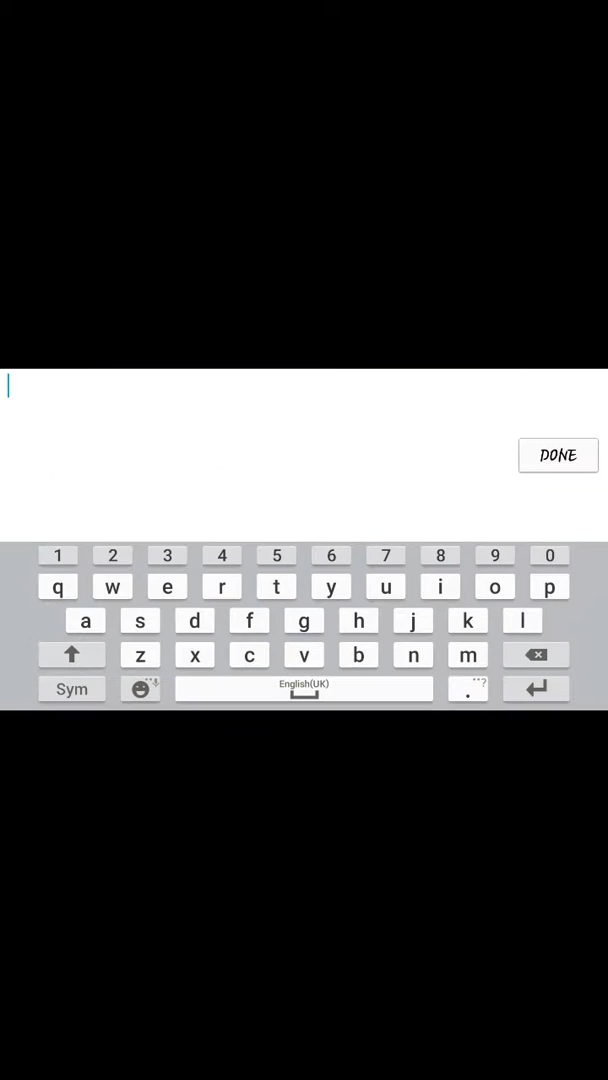 DONE
1 2 3 4 5 6 7 8 9 0
q w e r t y u i o p
a s d f g h j k l
z x c v b n m
Sym English(UK) . ...?